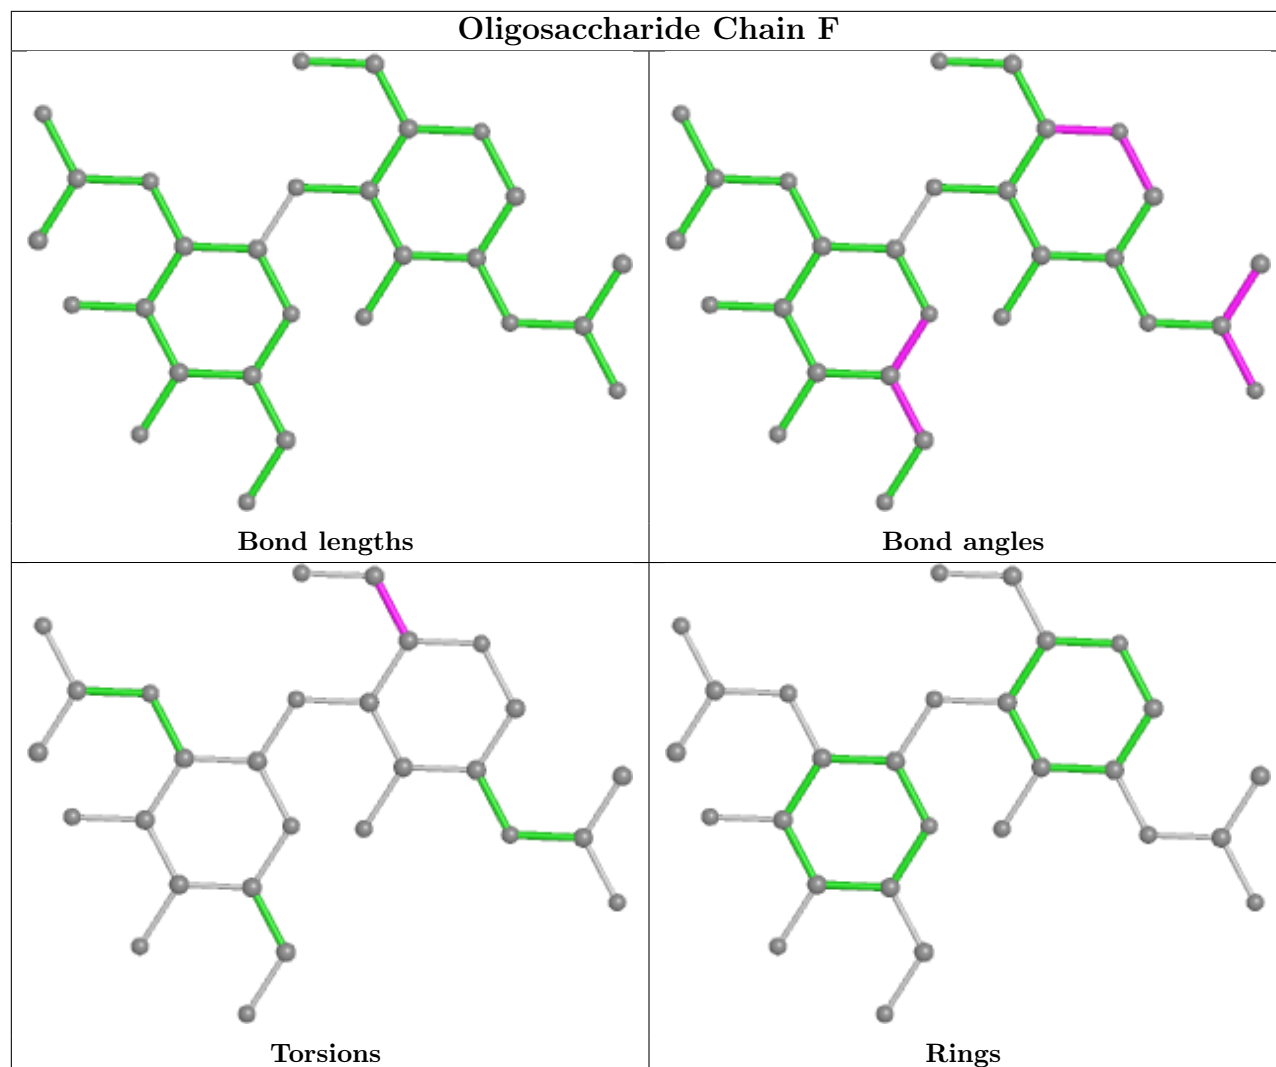 Oligosaccharide Chain F
Bond lengths
Bond angles
Torsions
Rings